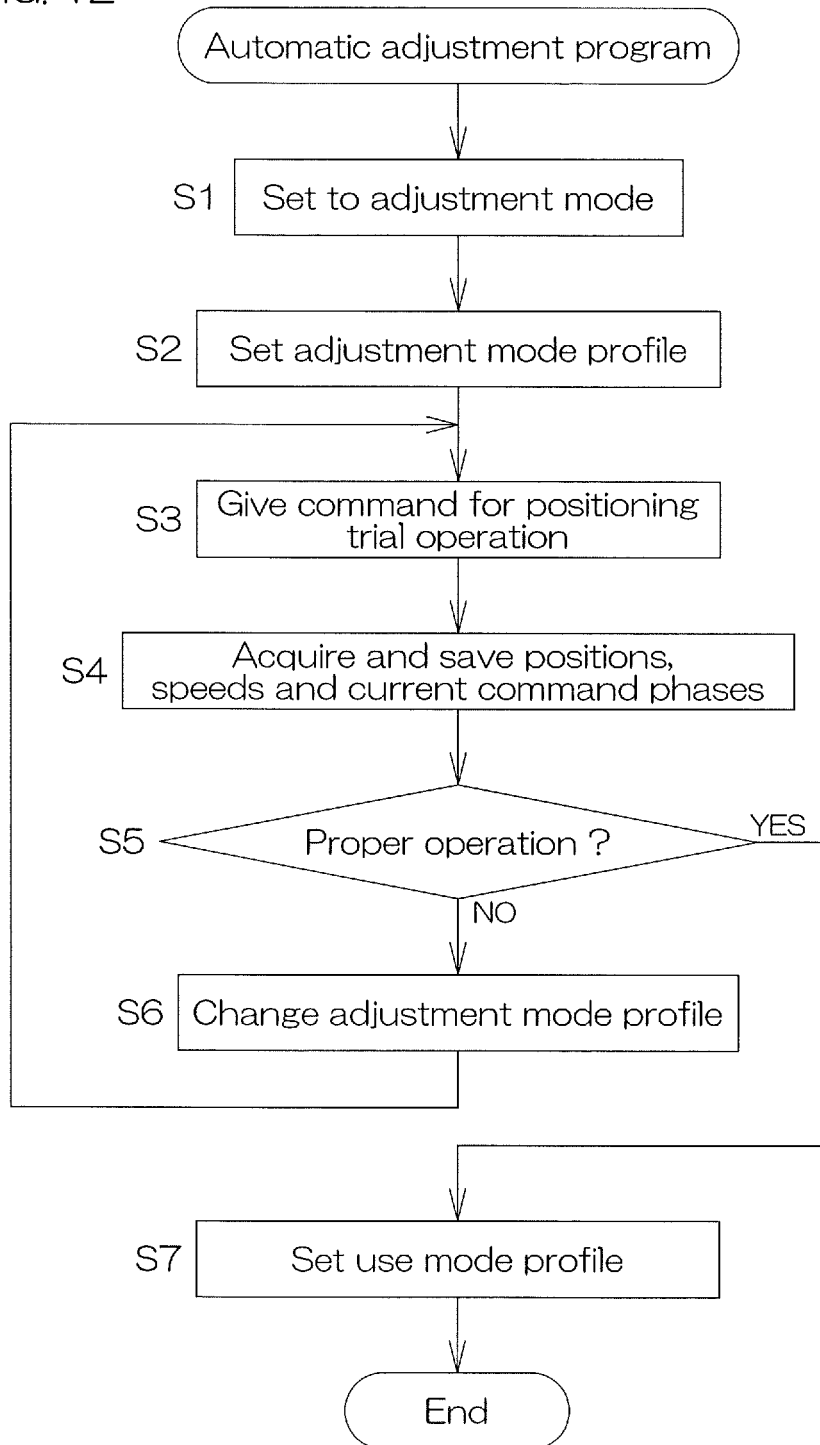 Automatic adjustment program
S1 Set to adjustment mode
S2 Set adjustment mode profile
S3 Give command for positioning
trial operation
S4 Acquire and save positions,
speeds and current command phases
S5 Proper operation ?
YES
NO
S6 Change adjustment mode profile
S7 Set use mode profile
End